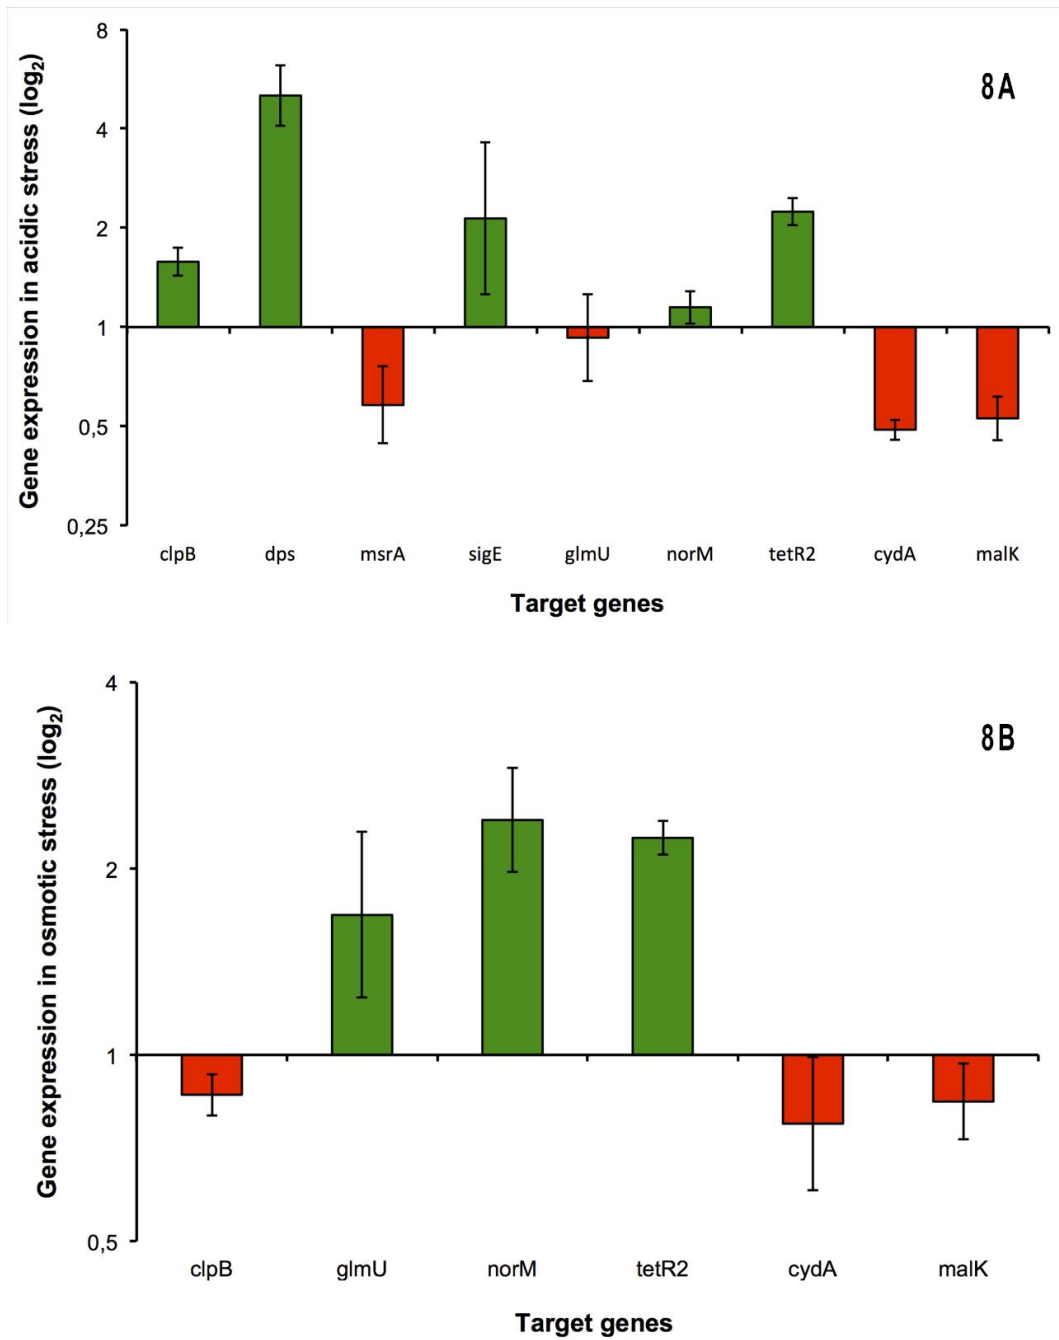 8A
Gene expression in acidic stress (log₂)
8
4
2
1
0,5
0,25
clpB dps msrA sigE glmU norM tetR2 cydA malK
Target genes
8B
Gene expression in osmotic stress (log₂)
4
2
1
0,5
clpB glmU norM tetR2 cydA malK
Target genes